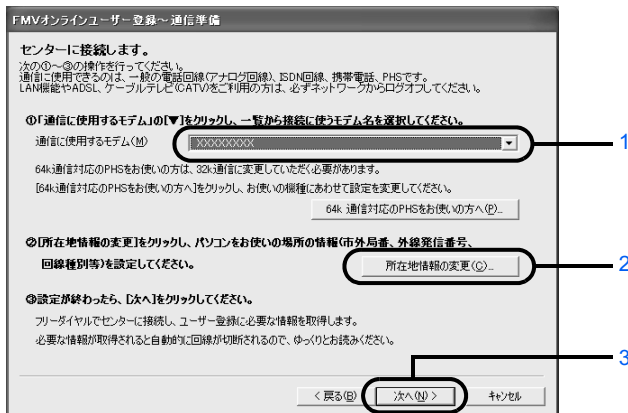 FMVオンラインユーザー登録～通信準備
センターに接続します。
次の①～③の操作を行ってください。
通信に使用できるのは、一般の電話回線(アナログ回線)、ISDN回線、携帯電話、PHSです。
LAN機能やADSL、ケーブルテレビ(CATV)をご利用の方は、必ずネットワークからログオフしてください。
①「通信に使用するモデム」の[▼]をクリックし、一覧から接続に使うモデム名を選択してください。
通信に使用するモデム(M)
XXXXXXXXX
1
64k通信対応のPHSをお使いの方は、32k通信に変更していただく必要があります。
[64k通信対応のPHSをお使いの方へ]をクリックし、お使いの機種にあわせて設定を変更してください。
64k 通信対応のPHSをお使いの方へ(P)...
②[所在地情報の変更]をクリックし、パソコンをお使いの場所の情報(市外局番、外線発信番号、
回線種別等)を設定してください。
所在地情報の変更(C)...
2
③設定が終わったら、[次へ]をクリックしてください。
フリーダイヤルでセンターに接続し、ユーザー登録に必要な情報を取得します。
必要な情報が取得されると自動的に回線が切断されるので、ゆっくりとお読みください。
3
< 戻る(B)
次へ(N) >
キャンセル